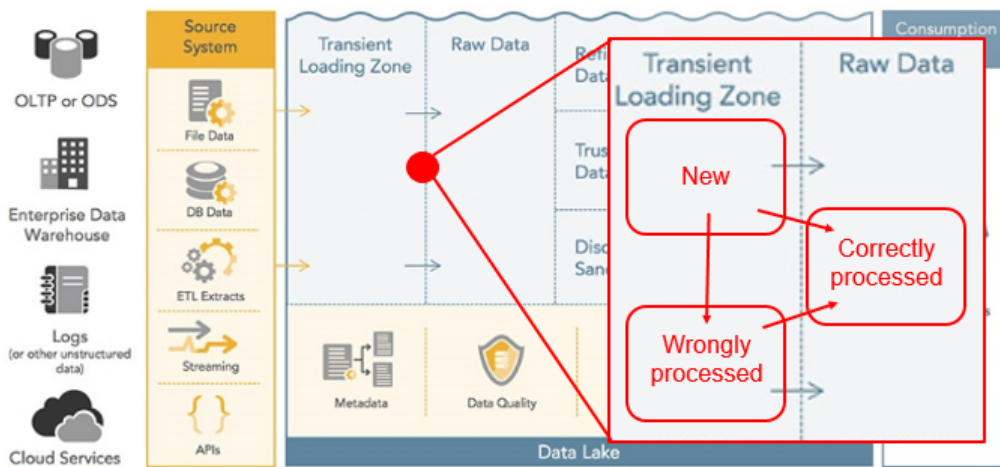 OLTP or ODS
Enterprise Data
Warehouse
Logs
(or other unstructured
data)
Cloud Services
Source
System
File Data
DB Data
ETL Extracts
Streaming
APIs
Transient
Loading Zone
Raw Data
Metadata
Data Quality
Data Lake
Consumption
Transient
Loading Zone
Raw Data
New
Correctly
processed
Wrongly
processed